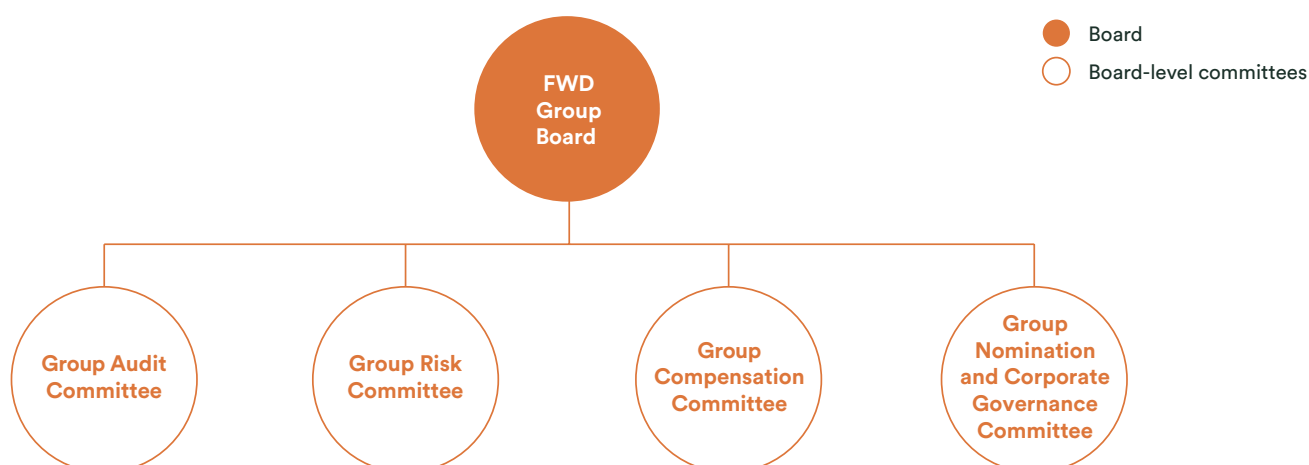 FWD
Group
Board
Board
Board-level committees
Group Audit
Committee
Group Risk
Committee
Group
Compensation
Committee
Group
Nomination
and Corporate
Governance
Committee